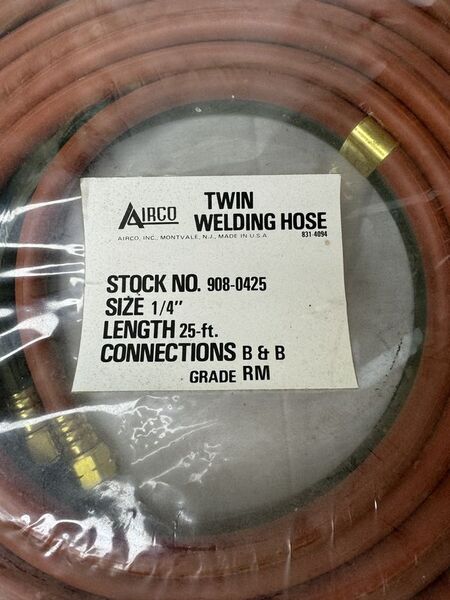 AIRCO
TWIN
WELDING HOSE
AIRCO, INC., MONTVALE, N.J., MADE IN U.S.A
831-4094
STOCK NO. 908-0425
SIZE 1/4"
LENGTH 25-ft.
CONNECTIONS B & B
GRADE RM